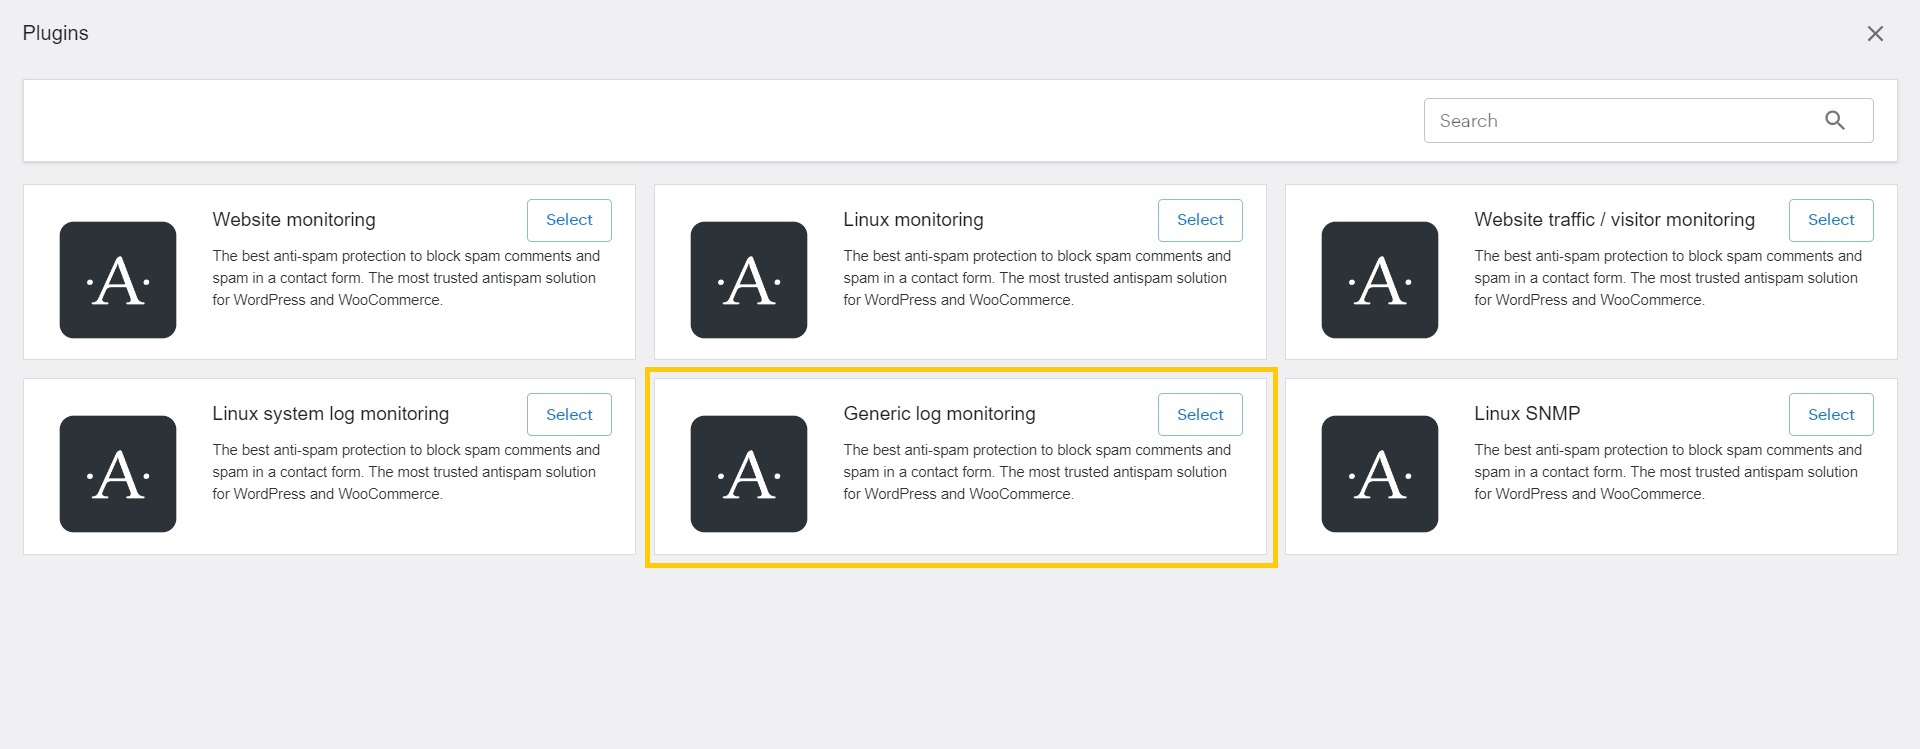 Plugins
Search
Website monitoring
Select
The best anti-spam protection to block spam comments and
spam in a contact form. The most trusted antispam solution
for WordPress and WooCommerce.
Linux monitoring
Select
The best anti-spam protection to block spam comments and
spam in a contact form. The most trusted antispam solution
for WordPress and WooCommerce.
Website traffic / visitor monitoring
Select
The best anti-spam protection to block spam comments and
spam in a contact form. The most trusted antispam solution
for WordPress and WooCommerce.
Linux system log monitoring
Select
The best anti-spam protection to block spam comments and
spam in a contact form. The most trusted antispam solution
for WordPress and WooCommerce.
Generic log monitoring
Select
The best anti-spam protection to block spam comments and
spam in a contact form. The most trusted antispam solution
for WordPress and WooCommerce.
Linux SNMP
Select
The best anti-spam protection to block spam comments and
spam in a contact form. The most trusted antispam solution
for WordPress and WooCommerce.
·A·
·A·
·A·
·A·
·A·
·A·